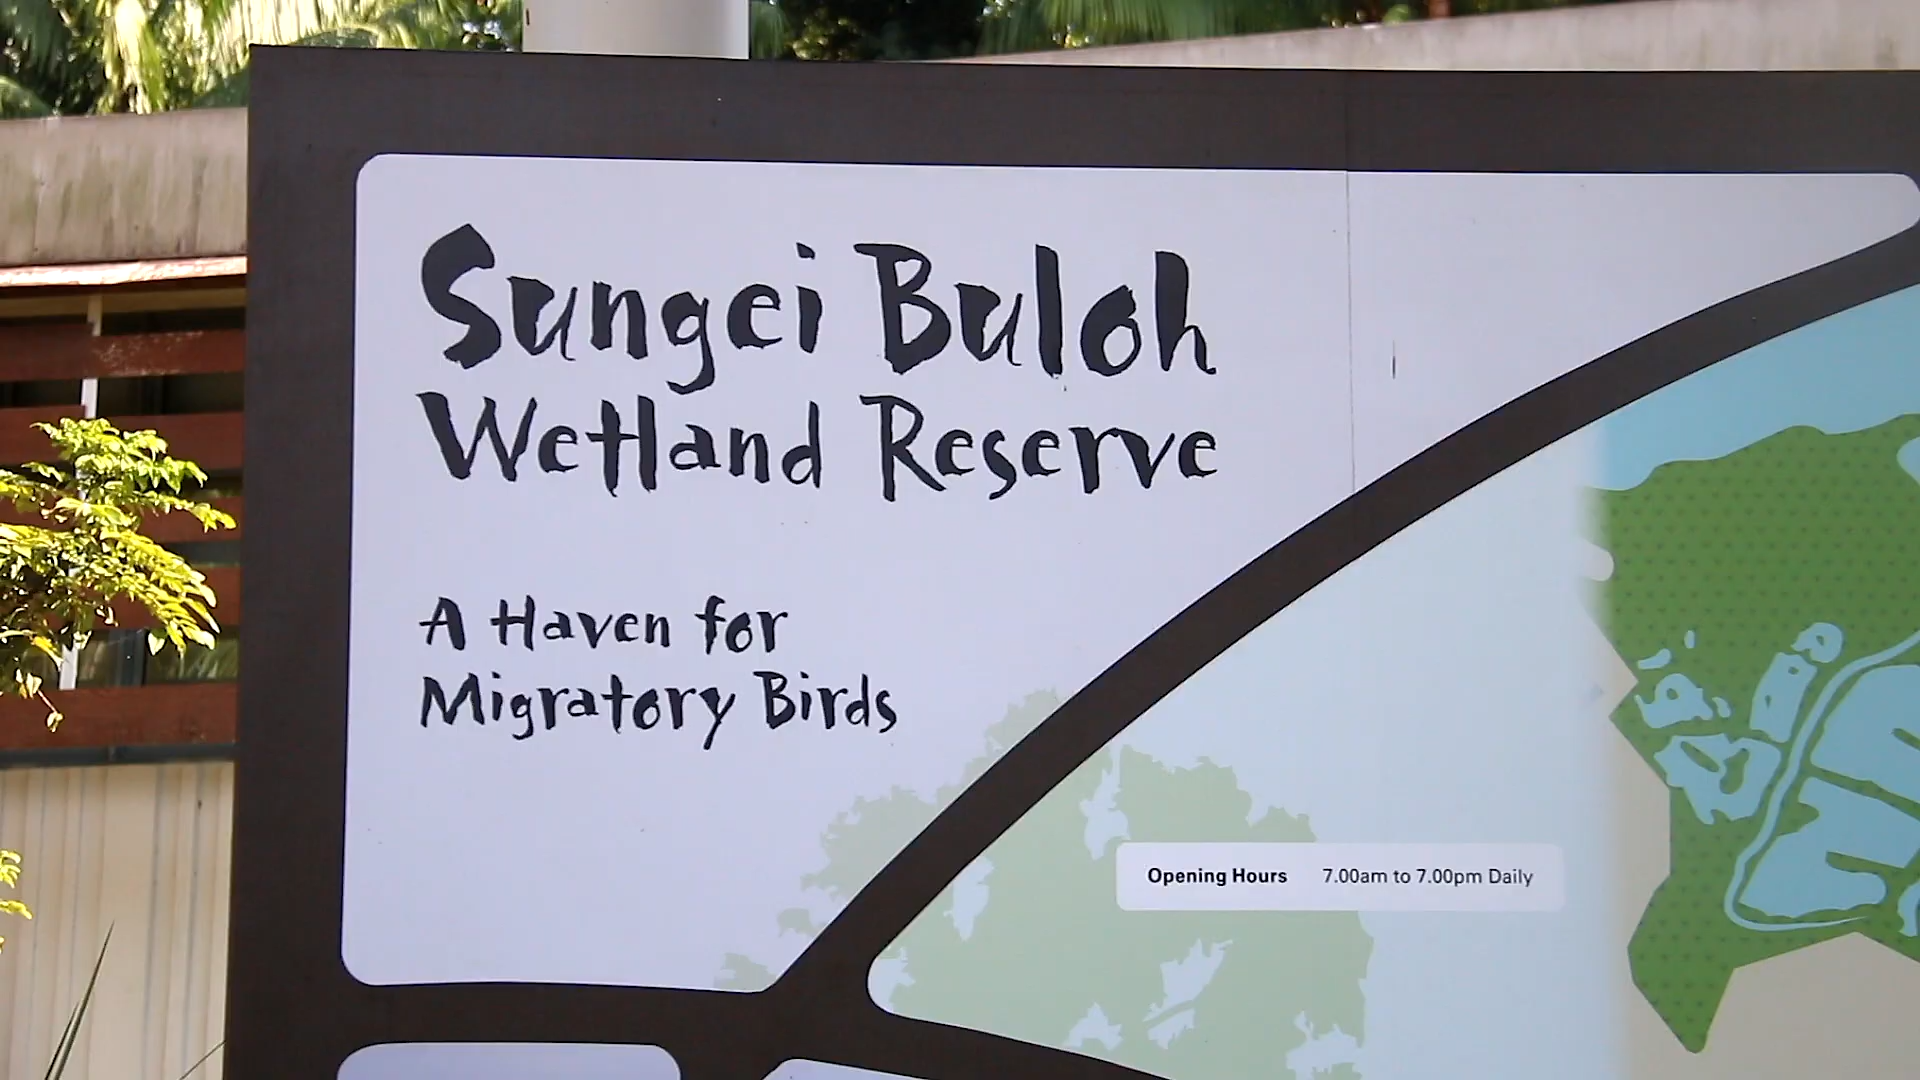 Sungei Buloh
Wetland Reserve
A Haven for
Migratory Birds
Opening Hours 7.00am to 7.00pm Daily